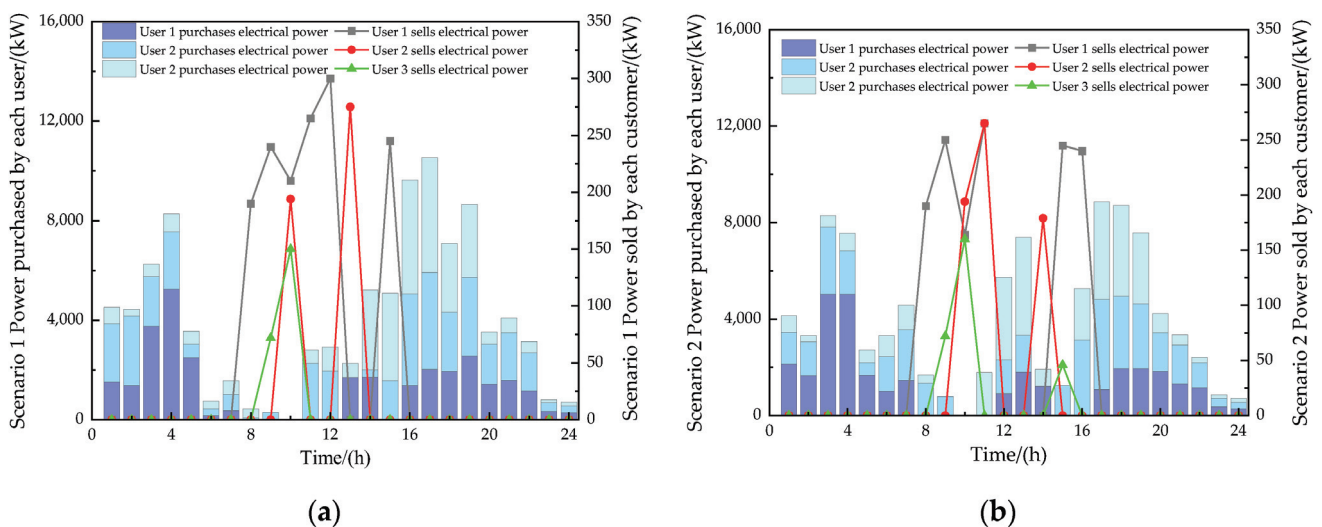 Scenario 1 Power purchased by each user/(kW)
16,000
12,000
8,000
4,000
0
User 1 purchases electrical power
User 2 purchases electrical power
User 2 purchases electrical power
User 1 sells electrical power
User 2 sells electrical power
User 3 sells electrical power
350
300
250
200
150
100
50
0
Scenario 1 Power sold by each customer/(kW)
0 4 8 12 16 20 24
Time/(h)
(a)
Scenario 2 Power purchased by each user/(kW)
16,000
12,000
8,000
4,000
0
User 1 purchases electrical power
User 2 purchases electrical power
User 2 purchases electrical power
User 1 sells electrical power
User 2 sells electrical power
User 3 sells electrical power
350
300
250
200
150
100
50
0
Scenario 2 Power sold by each customer/(kW)
0 4 8 12 16 20 24
Time/(h)
(b)